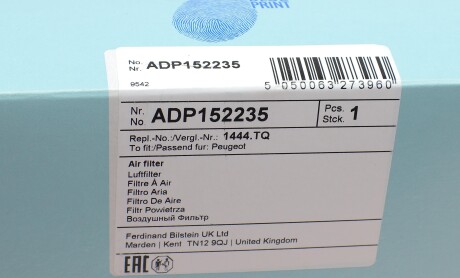 PRINT
No.
Nr. ADP152235
9542
5 050063 273960
Nr.
No. ADP152235
Pcs.
Stck. 1
Repl.-No.:/Vergl.-Nr.: 1444.TQ
To fit:/Passend fur: Peugeot
Air filter
Luftfilter
Filtre À Air
Filtro Aria
Filtro De Aire
Filtr Powietrza
Воздушный Фильтр
Ferdinand Bilstein UK Ltd
Marden | Kent TN12 9QJ | United Kingdom
EAC